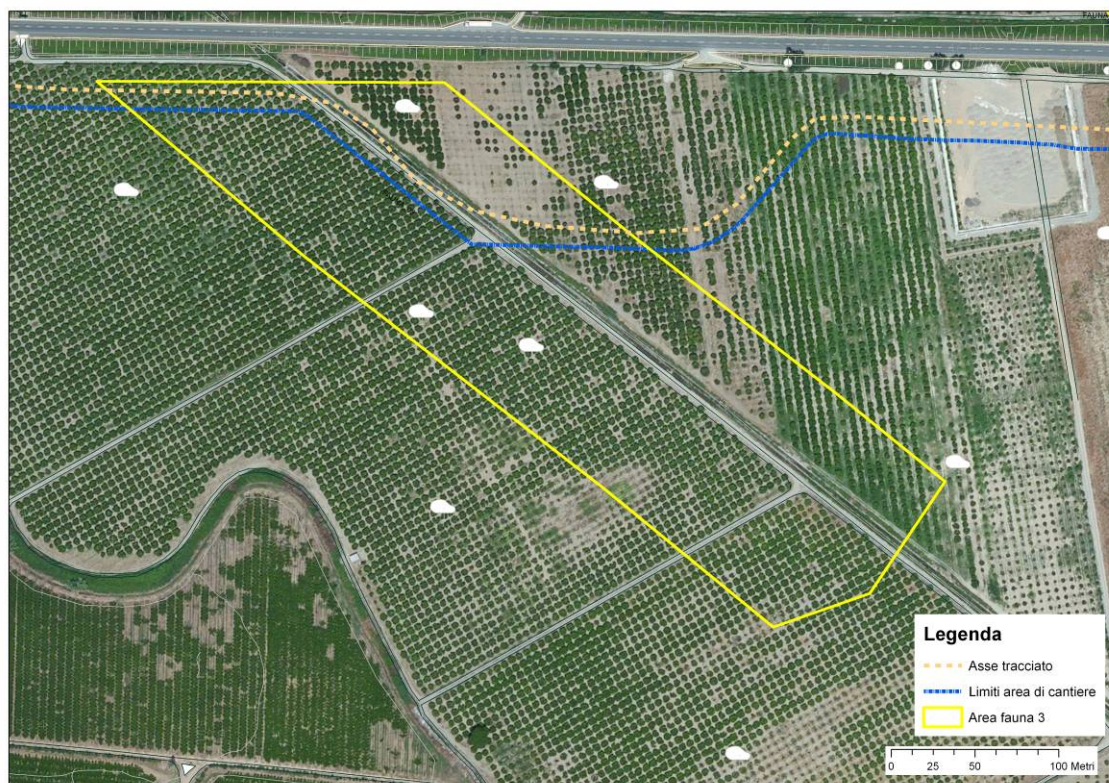 Legenda
Asse tracciato
Limiti area di cantiere
Area fauna 3
0 25 50 100 Metri